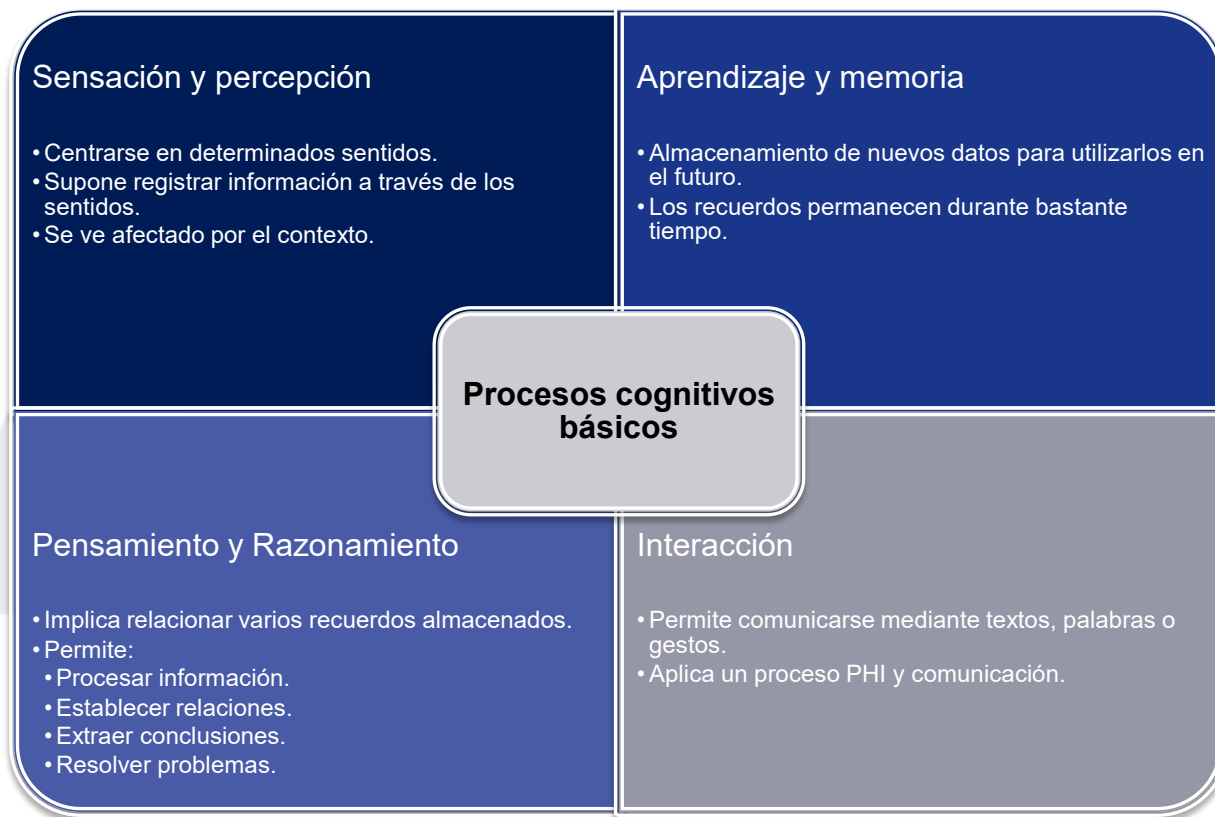 Sensación y percepción
• Centrarse en determinados sentidos.
• Supone registrar información a través de los
sentidos.
• Se ve afectado por el contexto.
Aprendizaje y memoria
• Almacenamiento de nuevos datos para utilizarlos en
el futuro.
• Los recuerdos permanecen durante bastante
tiempo.
Procesos cognitivos
básicos
Pensamiento y Razonamiento
• Implica relacionar varios recuerdos almacenados.
• Permite:
• Procesar información.
• Establecer relaciones.
• Extraer conclusiones.
• Resolver problemas.
Interacción
• Permite comunicarse mediante textos, palabras o
gestos.
• Aplica un proceso PHI y comunicación.